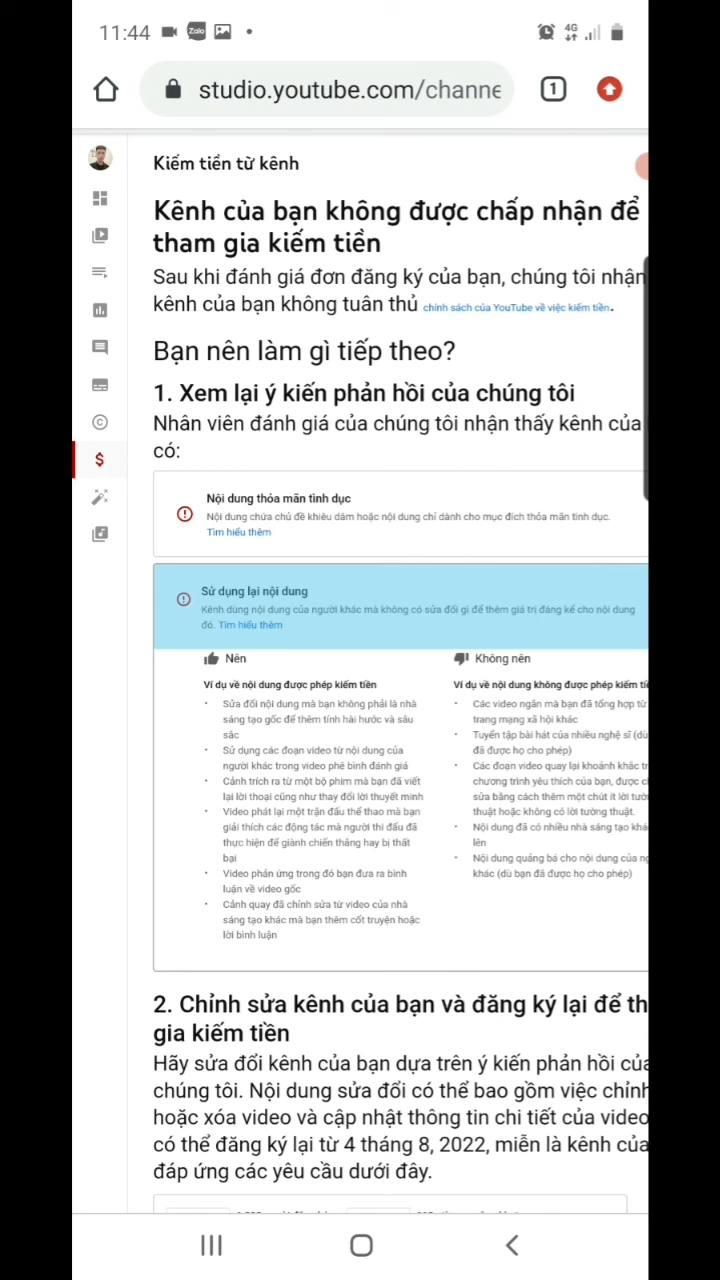 11:44
Zalo
4G
studio.youtube.com/channe
1
Kiếm tiền từ kênh
Kênh của bạn không được chấp nhận để
tham gia kiếm tiền
Sau khi đánh giá đơn đăng ký của bạn, chúng tôi nhận
kênh của bạn không tuân thủ chính sách của YouTube về việc kiếm tiền.
Bạn nên làm gì tiếp theo?
1. Xem lại ý kiến phản hồi của chúng tôi
Nhân viên đánh giá của chúng tôi nhận thấy kênh của
có:
Nội dung thỏa mãn tình dục
Nội dung chứa chủ đề khiêu dâm hoặc nội dung chỉ dành cho mục đích thỏa mãn tình dục.
Tìm hiểu thêm
Sử dụng lại nội dung
Kênh dùng nội dung của người khác mà không có sửa đổi gì để thêm giá trị đáng kể cho nội dung
đó. Tìm hiểu thêm
Nên
Ví dụ về nội dung được phép kiếm tiền
• Sửa đổi nội dung mà bạn không phải là nhà
sáng tạo gốc để thêm tính hài hước và sâu
sắc
• Sử dụng các đoạn video từ nội dung của
người khác trong video phê bình đánh giá
• Cảnh trích ra từ một bộ phim mà bạn đã viết
lại lời thoại cũng như thay đổi lời thuyết minh
• Video phát lại một trận đấu thể thao mà bạn
giải thích các động tác mà người thi đấu đã
thực hiện để giành chiến thắng hay bị thất
bại
• Video phản ứng trong đó bạn đưa ra bình
luận về video gốc
• Cảnh quay đã chỉnh sửa từ video của nhà
sáng tạo khác mà bạn thêm cốt truyện hoặc
lời bình luận
Không nên
Ví dụ về nội dung không được phép kiếm ti
• Các video ngắn mà bạn đã tổng hợp từ
trang mạng xã hội khác
• Tuyển tập bài hát của nhiều nghệ sĩ (dù
đã được họ cho phép)
• Các đoạn video quay lại khoảnh khắc tr
chương trình yêu thích của bạn, được c
sửa bằng cách thêm một chút ít lời tườn
thuật hoặc không có lời tường thuật.
• Nội dung đã có nhiều nhà sáng tạo khá
lên
• Nội dung quảng bá cho nội dung của ng
khác (dù bạn đã được họ cho phép)
2. Chỉnh sửa kênh của bạn và đăng ký lại để th
gia kiếm tiền
Hãy sửa đổi kênh của bạn dựa trên ý kiến phản hồi của
chúng tôi. Nội dung sửa đổi có thể bao gồm việc chỉnh
hoặc xóa video và cập nhật thông tin chi tiết của video
có thể đăng ký lại từ 4 tháng 8, 2022, miễn là kênh của
đáp ứng các yêu cầu dưới đây.